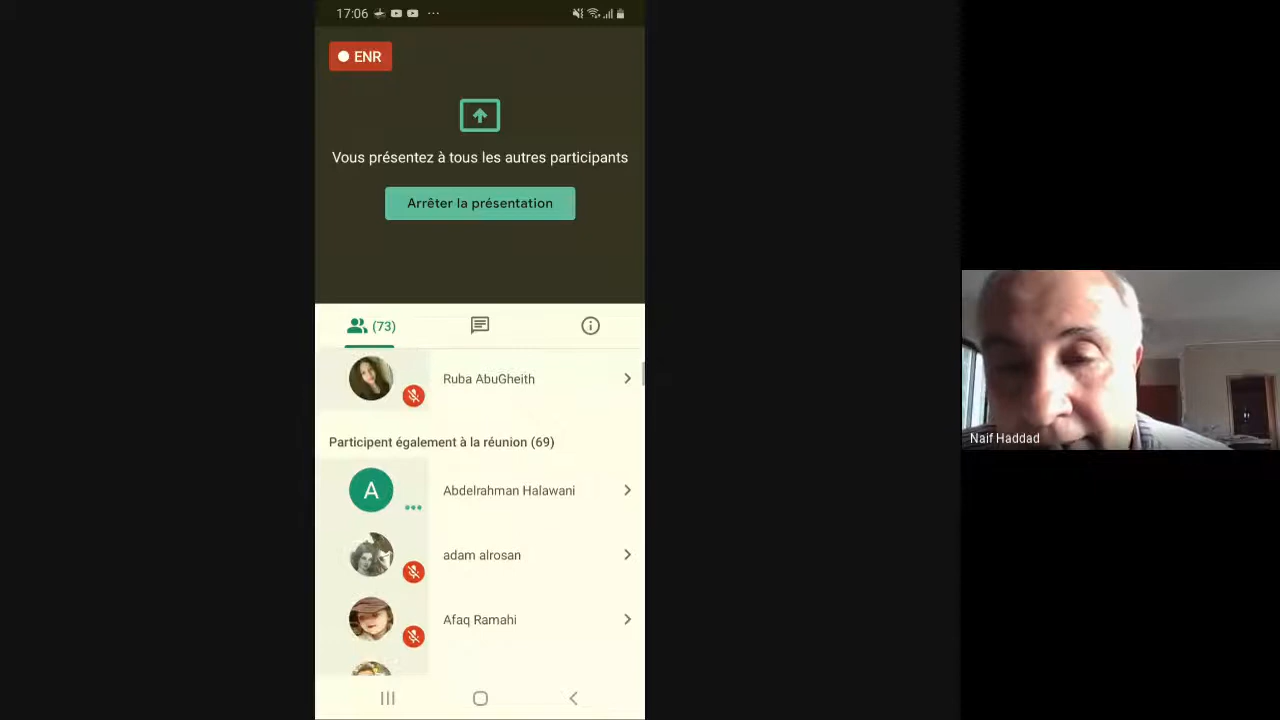 17:06
ENR
Vous présentez à tous les autres participants
Arrêter la présentation
(73)
Ruba AbuGheith
Participent également à la réunion (69)
A
Abdelrahman Halawani
adam alrosan
Afaq Ramahi
Naif Haddad